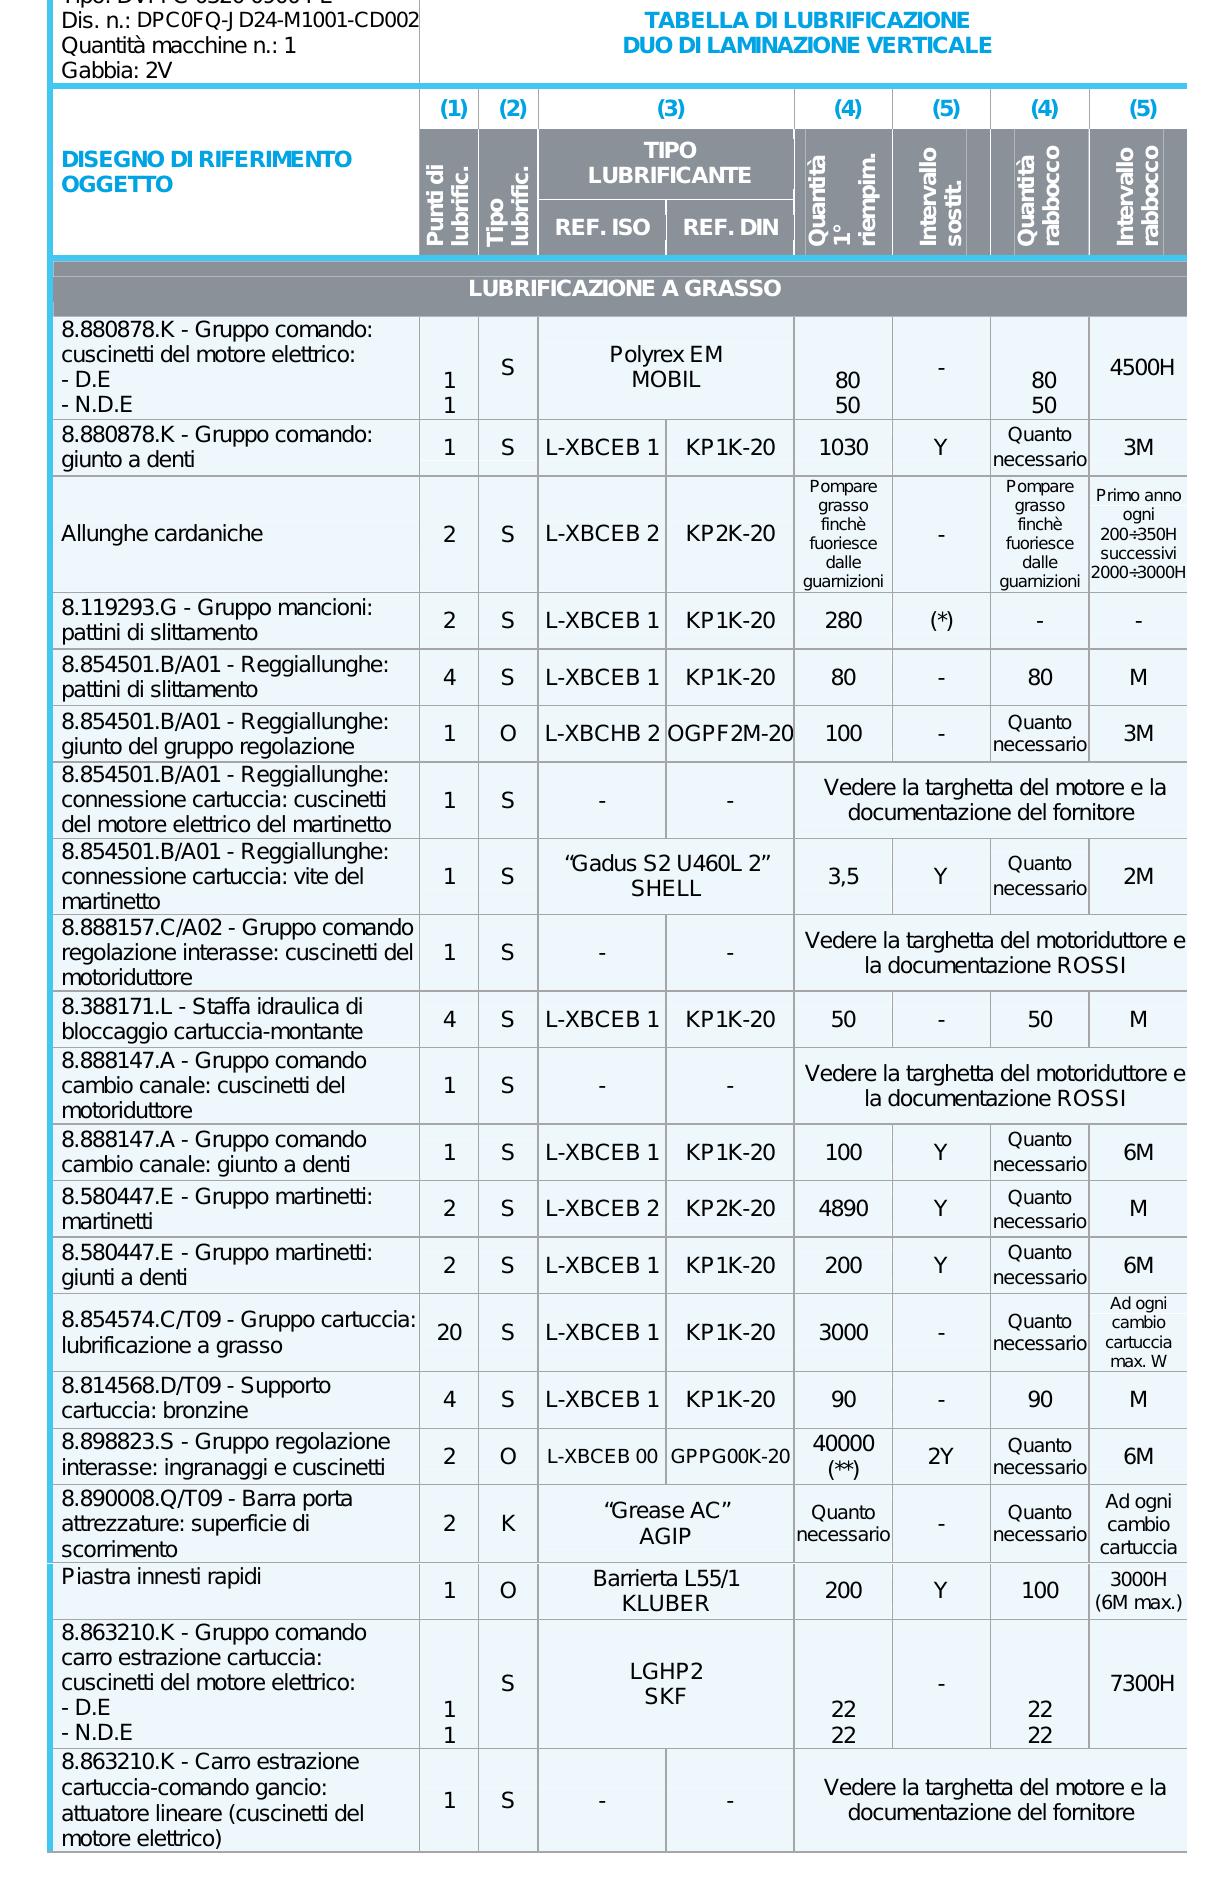 Dis. n.: DPC0FQ-JD24-M1001-CD002
Quantità macchine n.: 1
Gabbia: 2V
TABELLA DI LUBRIFICAZIONE
DUO DI LAMINAZIONE VERTICALE
DISEGNO DI RIFERIMENTO
OGGETTO
(1) (2) (3) (4) (5) (4) (5)
Punti di
lubrific.
Tipo
lubrific.
TIPO
LUBRIFICANTE
REF. ISO REF. DIN
Quantità
1°
riempim.
Intervallo
sostit.
Quantità
rabbocco
Intervallo
rabbocco
LUBRIFICAZIONE A GRASSO
8.880878.K - Gruppo comando:
cuscinetti del motore elettrico:
- D.E
- N.D.E
1
1
S
Polyrex EM
MOBIL
80
50
-
80
50
4500H
8.880878.K - Gruppo comando:
giunto a denti
1 S L-XBCEB 1 KP1K-20 1030 Y
Quanto
necessario
3M
Allunghe cardaniche
2 S L-XBCEB 2 KP2K-20
Pompare
grasso
finchè
fuoriesce
dalle
guarnizioni
-
Pompare
grasso
finchè
fuoriesce
dalle
guarnizioni
Primo anno
ogni
200÷350H
successivi
2000÷3000H
8.119293.G - Gruppo mancioni:
pattini di slittamento
2 S L-XBCEB 1 KP1K-20 280 (*) - -
8.854501.B/A01 - Reggiallunghe:
pattini di slittamento
4 S L-XBCEB 1 KP1K-20 80 - 80 M
8.854501.B/A01 - Reggiallunghe:
giunto del gruppo regolazione
1 O L-XBCHB 2 OGPF2M-20 100 -
Quanto
necessario
3M
8.854501.B/A01 - Reggiallunghe:
connessione cartuccia: cuscinetti
del motore elettrico del martinetto
1 S - -
Vedere la targhetta del motore e la
documentazione del fornitore
8.854501.B/A01 - Reggiallunghe:
connessione cartuccia: vite del
martinetto
1 S
“Gadus S2 U460L 2”
SHELL
3,5 Y
Quanto
necessario
2M
8.888157.C/A02 - Gruppo comando
regolazione interasse: cuscinetti del
motoriduttore
1 S - -
Vedere la targhetta del motoriduttore e
la documentazione ROSSI
8.388171.L - Staffa idraulica di
bloccaggio cartuccia-montante
4 S L-XBCEB 1 KP1K-20 50 - 50 M
8.888147.A - Gruppo comando
cambio canale: cuscinetti del
motoriduttore
1 S - -
Vedere la targhetta del motoriduttore e
la documentazione ROSSI
8.888147.A - Gruppo comando
cambio canale: giunto a denti
1 S L-XBCEB 1 KP1K-20 100 Y
Quanto
necessario
6M
8.580447.E - Gruppo martinetti:
martinetti
2 S L-XBCEB 2 KP2K-20 4890 Y
Quanto
necessario
M
8.580447.E - Gruppo martinetti:
giunti a denti
2 S L-XBCEB 1 KP1K-20 200 Y
Quanto
necessario
6M
8.854574.C/T09 - Gruppo cartuccia:
lubrificazione a grasso
20 S L-XBCEB 1 KP1K-20 3000 -
Quanto
necessario
Ad ogni
cambio
cartuccia
max. W
8.814568.D/T09 - Supporto
cartuccia: bronzine
4 S L-XBCEB 1 KP1K-20 90 - 90 M
8.898823.S - Gruppo regolazione
interasse: ingranaggi e cuscinetti
2 O L-XBCEB 00 GPPG00K-20
40000
(**)
2Y
Quanto
necessario
6M
8.890008.Q/T09 - Barra porta
attrezzature: superficie di
scorrimento
2 K
“Grease AC”
AGIP
Quanto
necessario
-
Quanto
necessario
Ad ogni
cambio
cartuccia
Piastra innesti rapidi
1 O
Barrierta L55/1
KLUBER
200 Y 100
3000H
(6M max.)
8.863210.K - Gruppo comando
carro estrazione cartuccia:
cuscinetti del motore elettrico:
- D.E
- N.D.E
1
1
S
LGHP2
SKF
22
22
-
22
22
7300H
8.863210.K - Carro estrazione
cartuccia-comando gancio:
attuatore lineare (cuscinetti del
motore elettrico)
1 S - -
Vedere la targhetta del motore e la
documentazione del fornitore